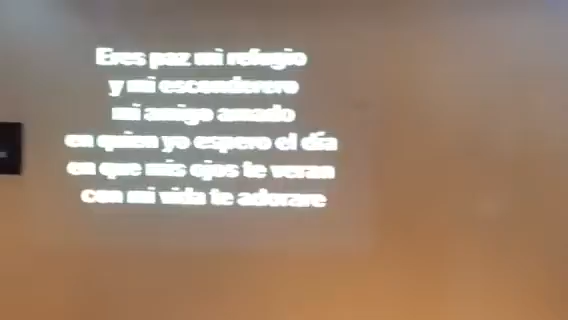 Eres paz mi refugio
y mi escondedero
mi amigo amado
en quien yo espero el día
en que mis ojos te veran
con mi vida te adorare